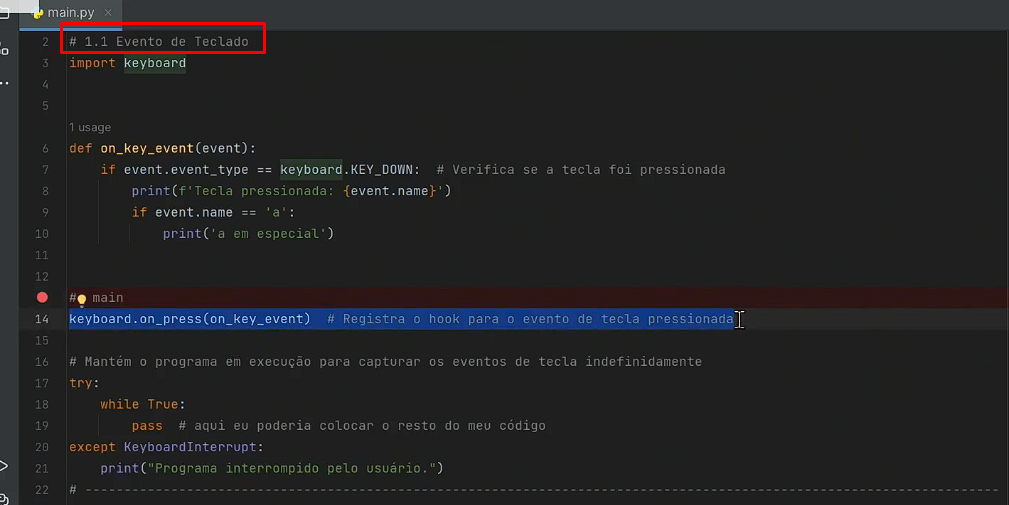 main.py ×
2 # 1.1 Evento de Teclado
3 import keyboard
4
5
1 usage
6 def on_key_event(event):
7 if event.event_type == keyboard.KEY_DOWN: # Verifica se a tecla foi pressionada
8 print(f'Tecla pressionada: {event.name}')
9 if event.name == 'a':
10 print('a em especial')
11
12
# main
14 keyboard.on_press(on_key_event) # Registra o hook para o evento de tecla pressionada
15
16 # Mantém o programa em execução para capturar os eventos de tecla indefinidamente
17 try:
18 while True:
19 pass # aqui eu poderia colocar o resto do meu código
20 except KeyboardInterrupt:
21 print("Programa interrompido pelo usuário.")
22 # ----------------------------------------------------------------------------------------------------------------------